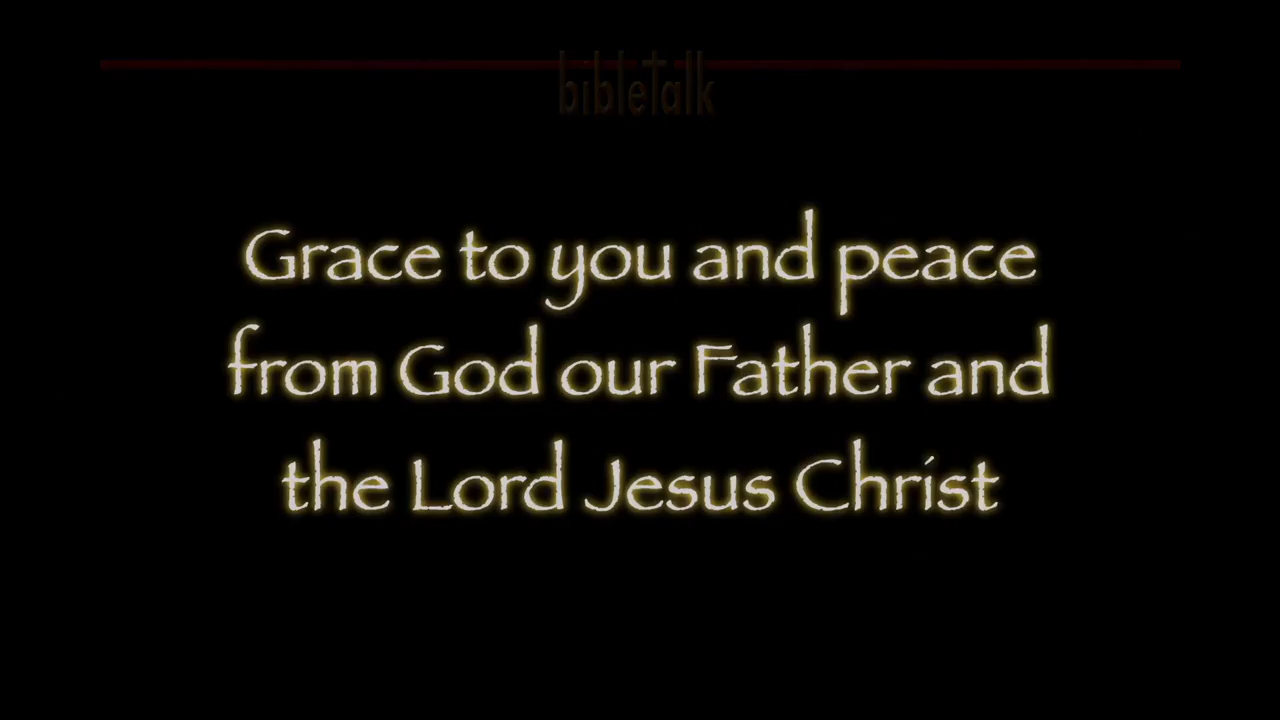 bibletalk
Grace to you and peace
from God our Father and
the Lord Jesus Christ